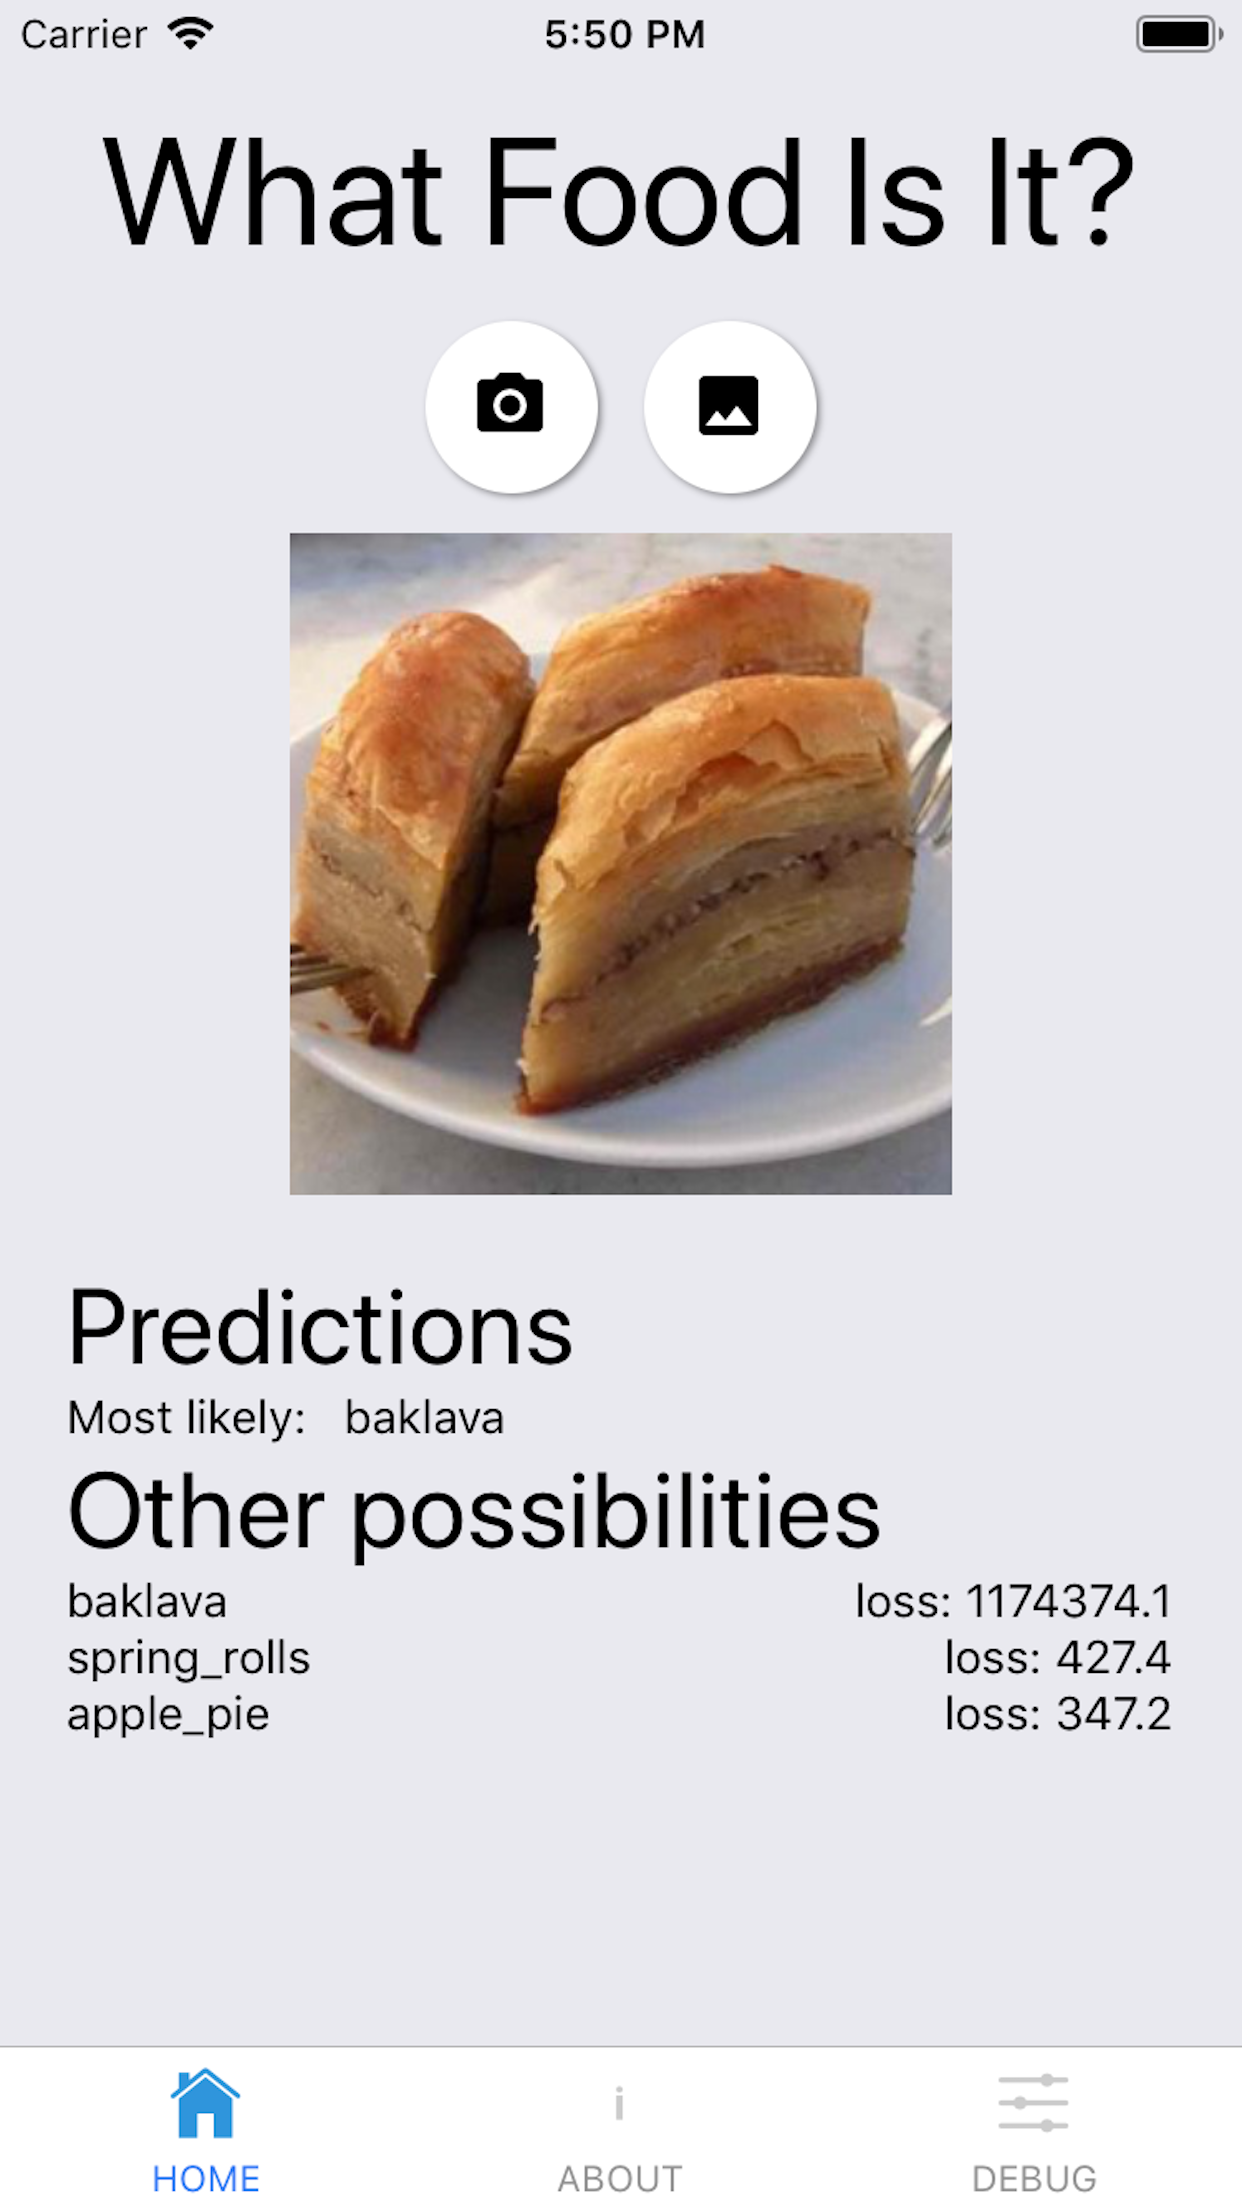 Carrier 5:50 PM
What Food Is It?
Predictions
Most likely: baklava
Other possibilities
baklava loss: 1174374.1
spring_rolls loss: 427.4
apple_pie loss: 347.2
HOME ABOUT DEBUG